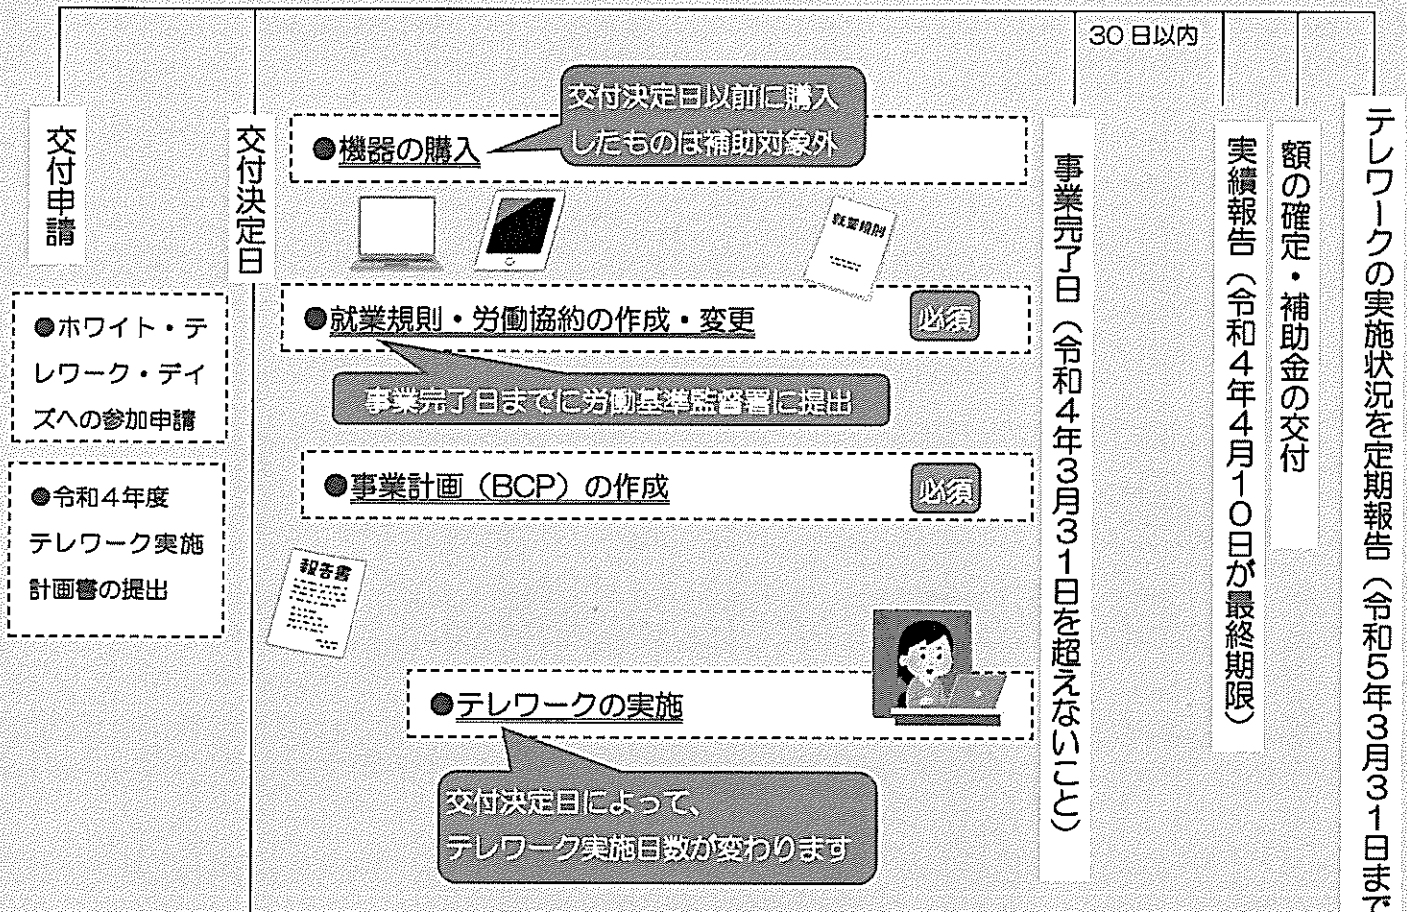 30日以内
交付申請
●ホワイト・テ
レワーク・デイ
ズへの参加申請
●令和4年度
テレワーク実施
計画書の提出
交付決定日
●機器の購入
交付決定日以前に購入
したものは補助対象外
就業規則
●就業規則・労働協約の作成・変更
必須
事業完了日までに労働基準監督署に提出
●事業計画（BCP）の作成
必須
報告書
●テレワークの実施
交付決定日によって、
テレワーク実施日数が変わります
事業完了日（令和4年3月31日を超えないこと）
実績報告（令和4年4月10日が最終期限）
額の確定・補助金の交付
テレワークの実施状況を定期報告（令和5年3月31日まで